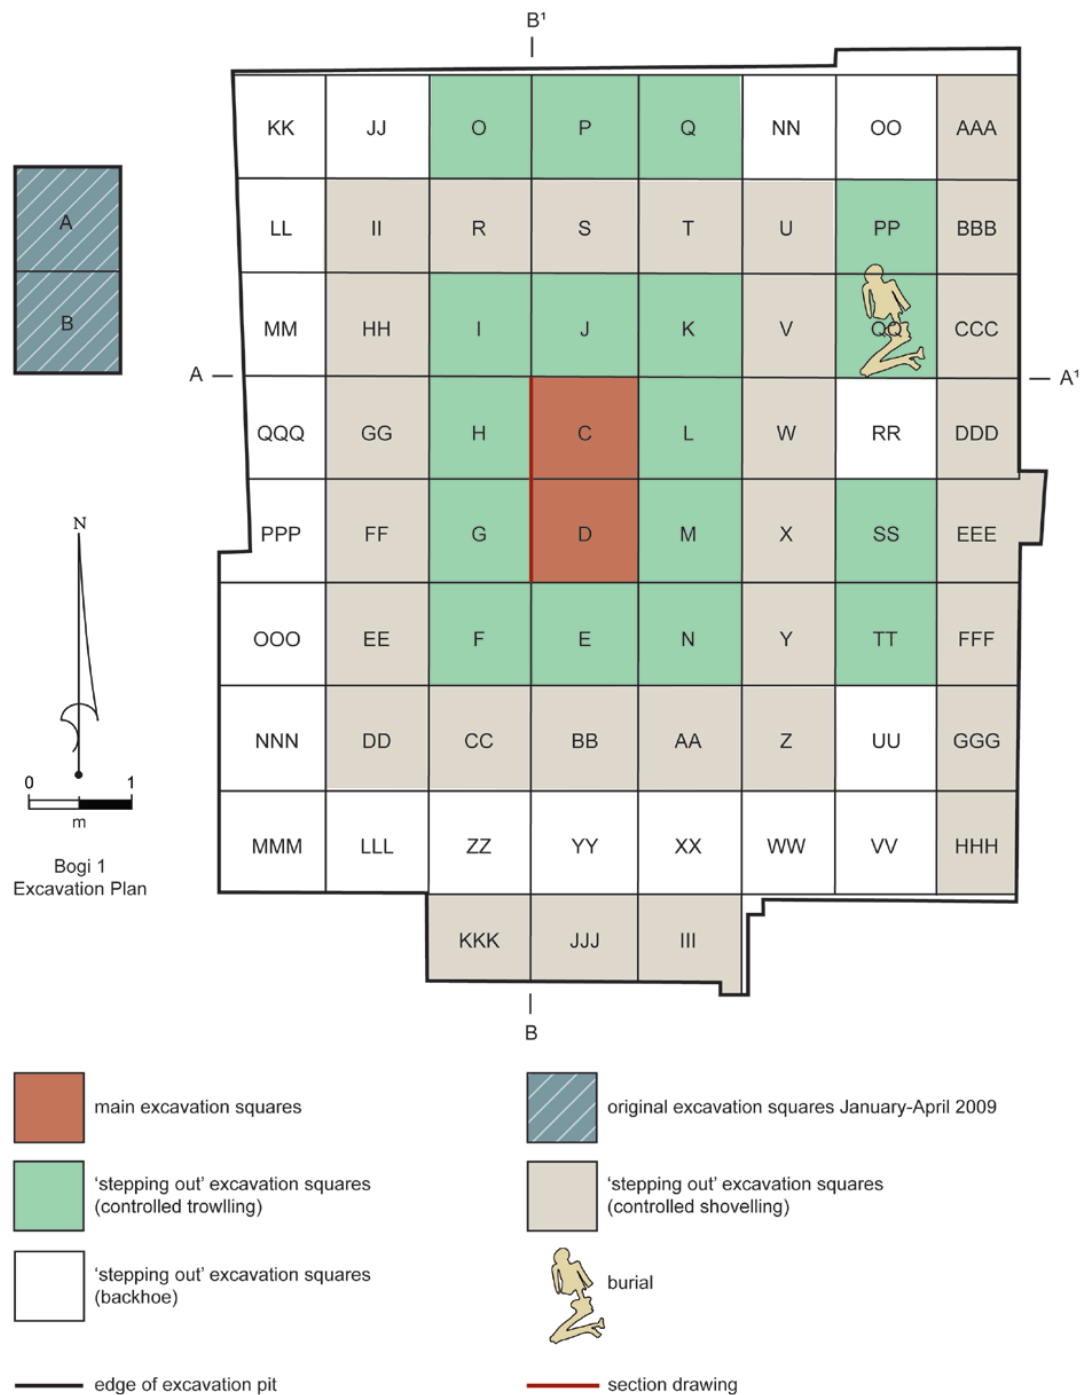 B¹
KK JJ O P Q NN OO AAA
A
LL II R S T U PP BBB
B
MM HH I J K V QQ CCC
A A¹
QQQ GG H C L W RR DDD
N
PPP FF G D M X SS EEE
OOO EE F E N Y TT FFF
NNN DD CC BB AA Z UU GGG
0 1
m
MMM LLL ZZ YY XX WW VV HHH
Bogi 1
Excavation Plan
KKK JJJ III
B
main excavation squares
original excavation squares January-April 2009
‘stepping out’ excavation squares
(controlled trowlling)
‘stepping out’ excavation squares
(controlled shovelling)
‘stepping out’ excavation squares
(backhoe)
burial
edge of excavation pit
section drawing